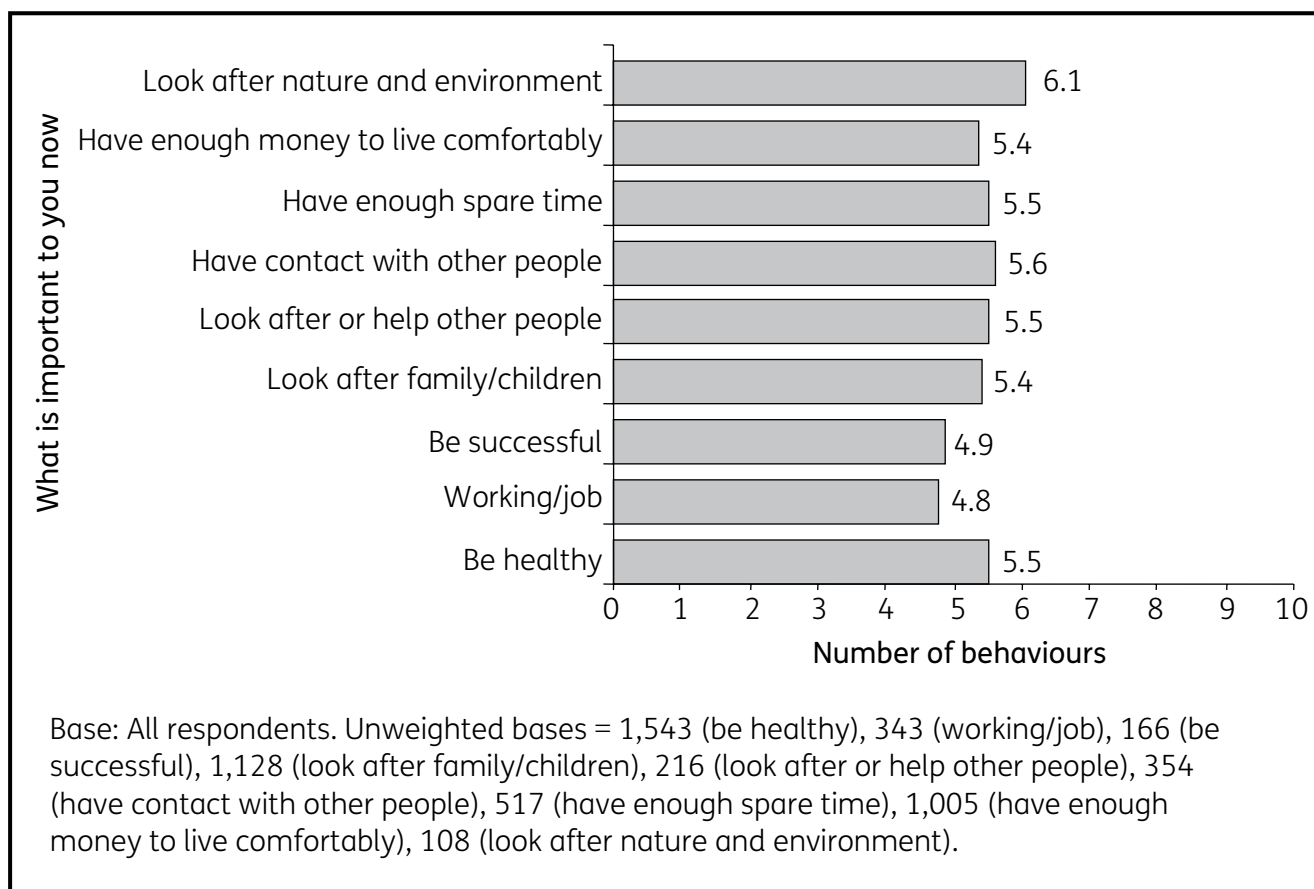 What is important to you now
Look after nature and environment 6.1
Have enough money to live comfortably 5.4
Have enough spare time 5.5
Have contact with other people 5.6
Look after or help other people 5.5
Look after family/children 5.4
Be successful 4.9
Working/job 4.8
Be healthy 5.5
0 1 2 3 4 5 6 7 8 9 10
Number of behaviours
Base: All respondents. Unweighted bases = 1,543 (be healthy), 343 (working/job), 166 (be
successful), 1,128 (look after family/children), 216 (look after or help other people), 354
(have contact with other people), 517 (have enough spare time), 1,005 (have enough
money to live comfortably), 108 (look after nature and environment).